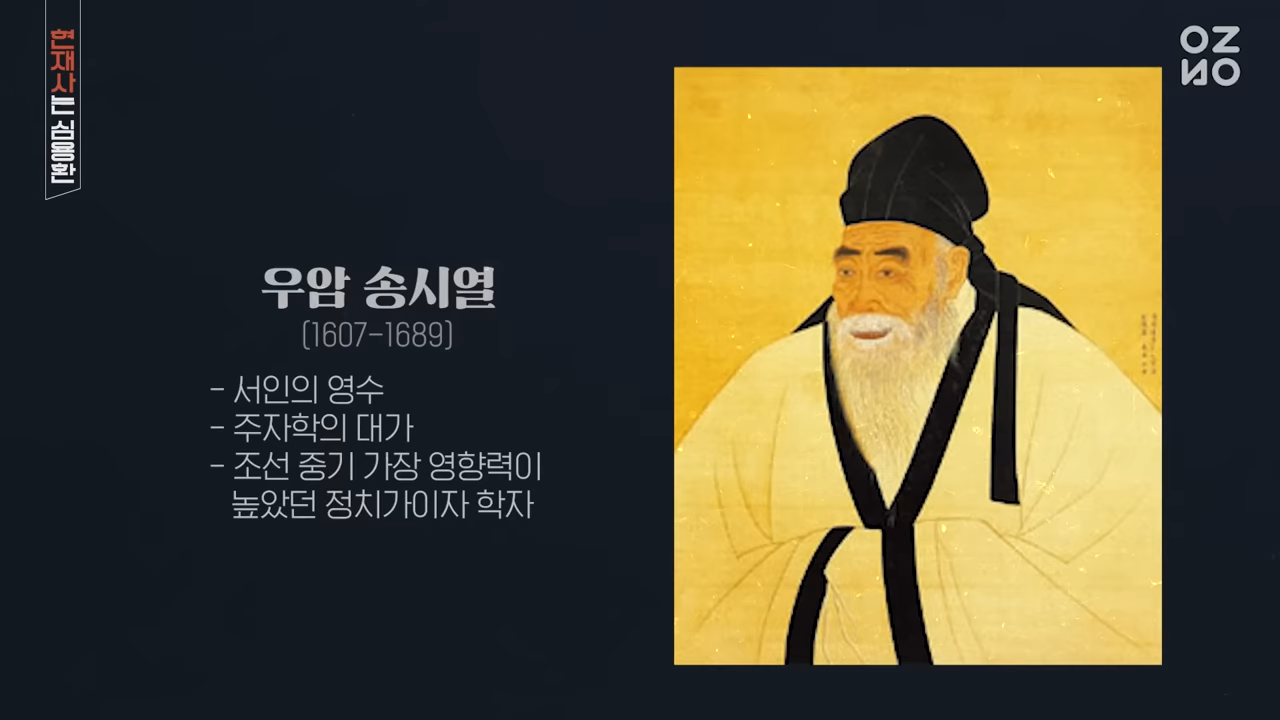 현재사는 심용환
OZ
NO
우암 송시열
(1607-1689)
- 서인의 영수
- 주자학의 대가
- 조선 중기 가장 영향력이
높았던 정치가이자 학자